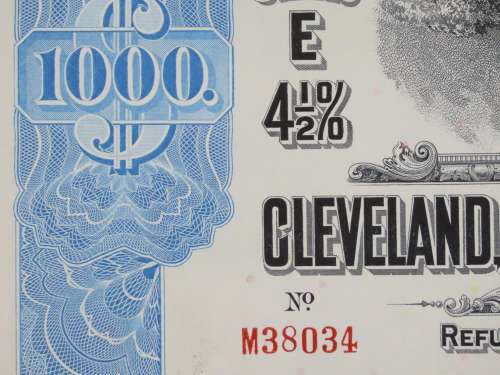 $
1000.
E
4½%
CLEVELAND,
No
M38034
REFU